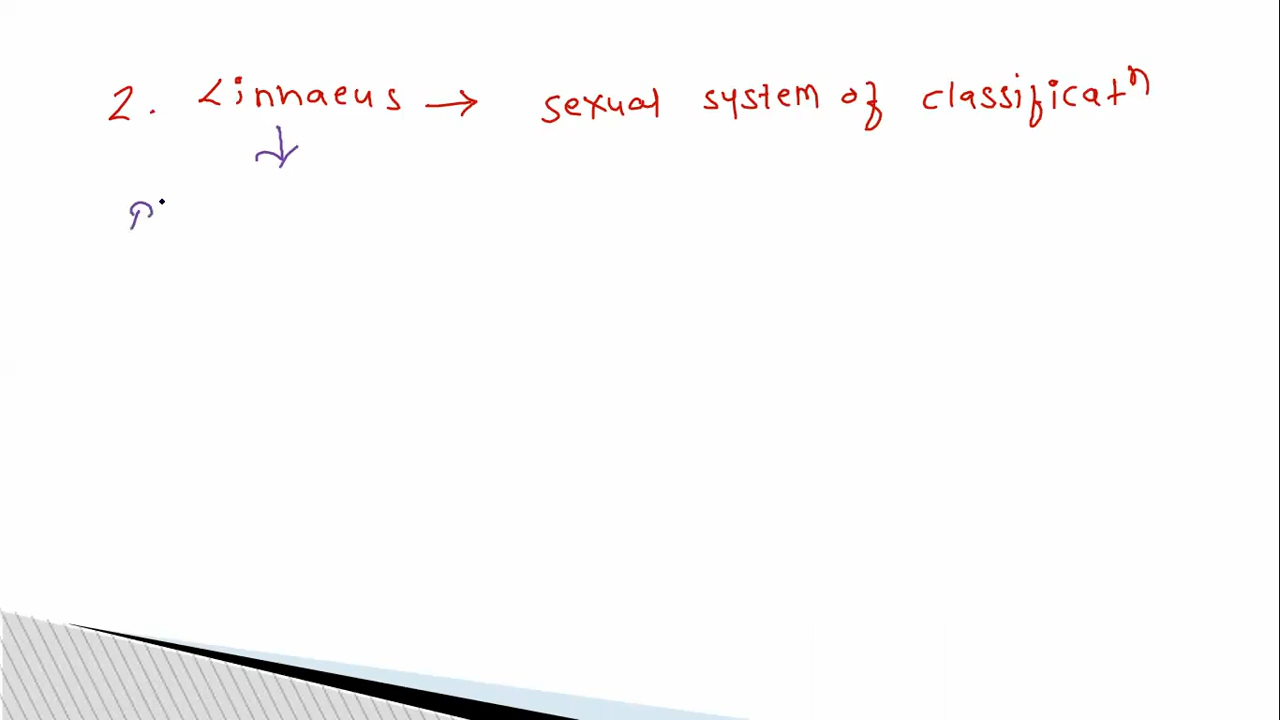 2. Linnaeus → sexual system of classificatⁿ
↓